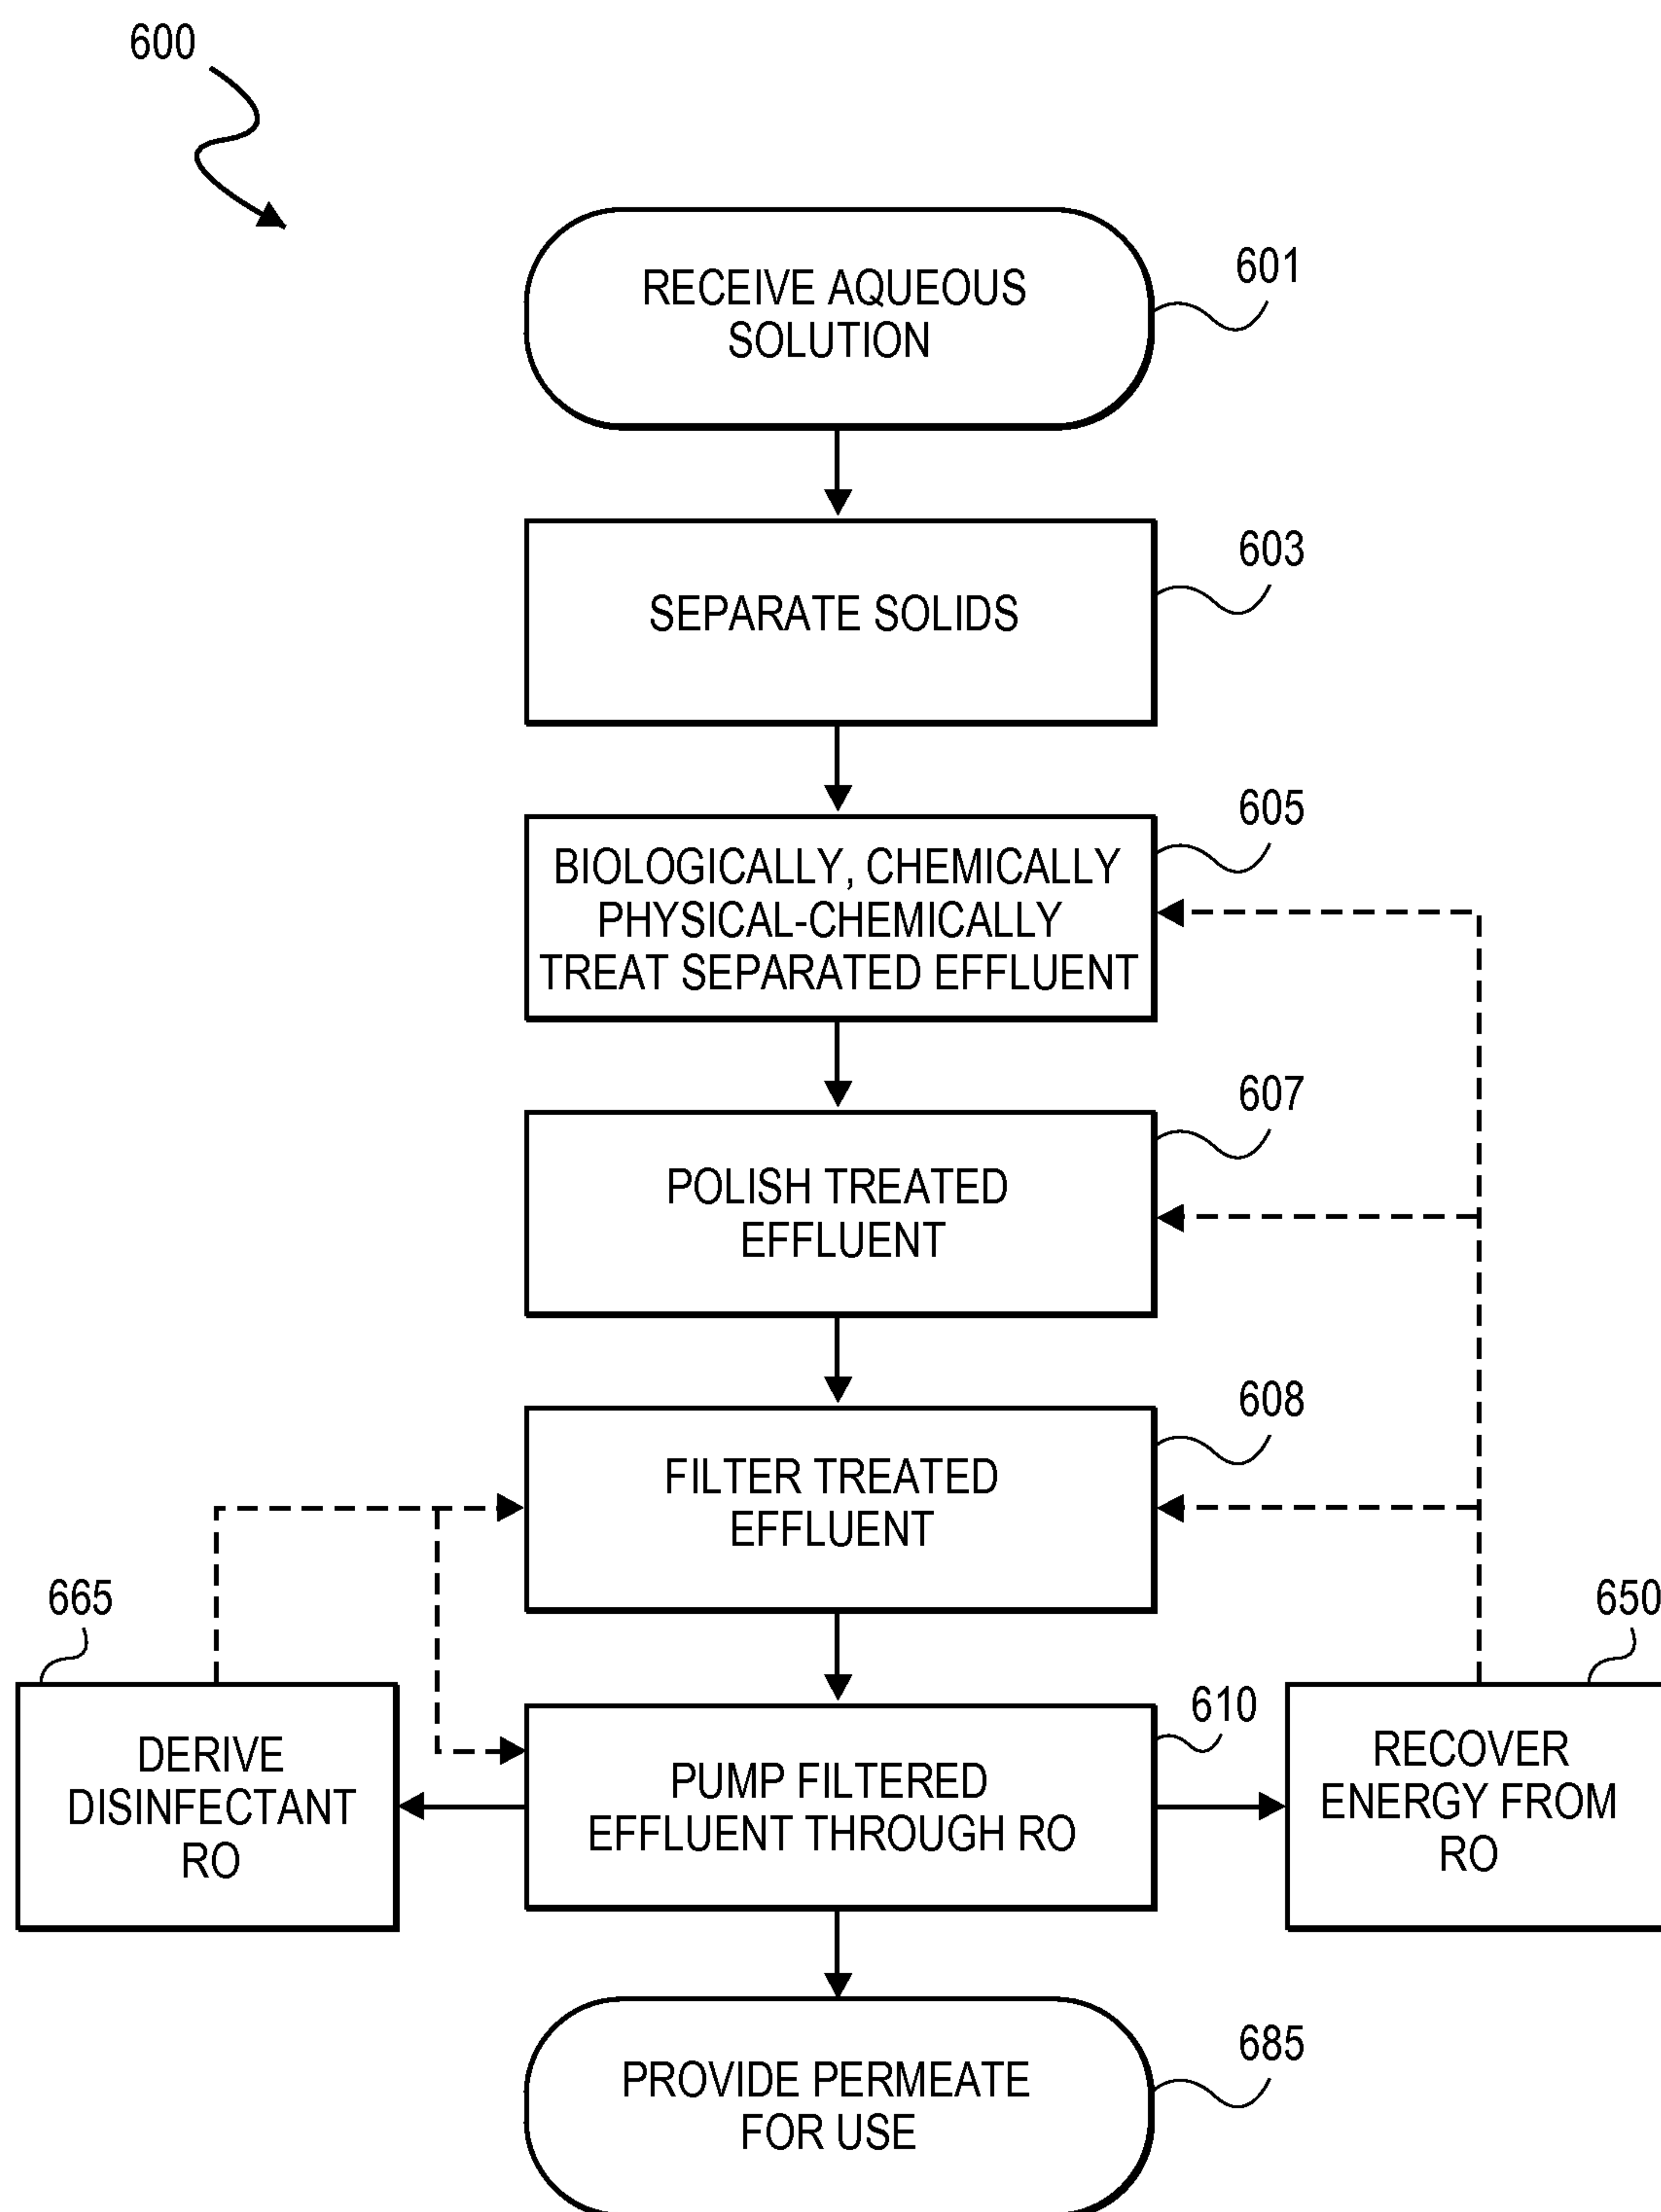 600
RECEIVE AQUEOUS
SOLUTION
601
SEPARATE SOLIDS
603
BIOLOGICALLY, CHEMICALLY
PHYSICAL-CHEMICALLY
TREAT SEPARATED EFFLUENT
605
POLISH TREATED
EFFLUENT
607
FILTER TREATED
EFFLUENT
608
665
DERIVE
DISINFECTANT
RO
PUMP FILTERED
EFFLUENT THROUGH RO
610
650
RECOVER
ENERGY FROM
RO
PROVIDE PERMEATE
FOR USE
685